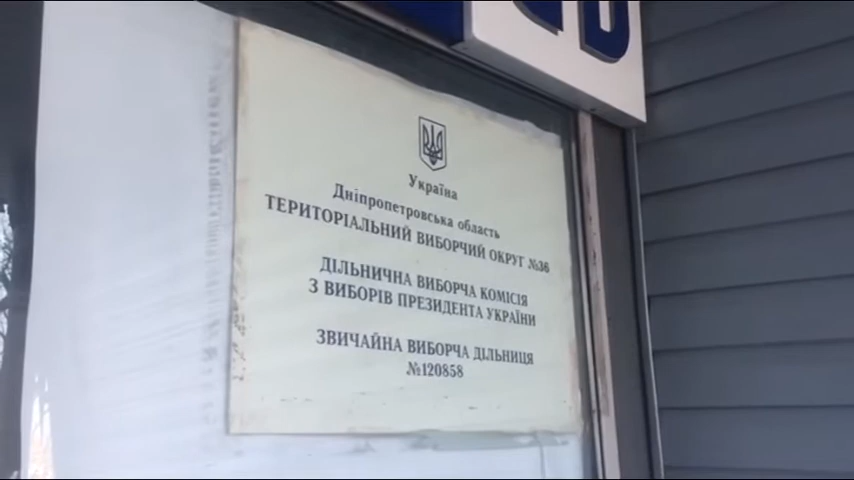 Україна
Дніпропетровська область
ТЕРИТОРІАЛЬНИЙ ВИБОРЧИЙ ОКРУГ №36
ДІЛЬНИЧНА ВИБОРЧА КОМІСІЯ
З ВИБОРІВ ПРЕЗИДЕНТА УКРАЇНИ
ЗВИЧАЙНА ВИБОРЧА ДІЛЬНИЦЯ
№120858